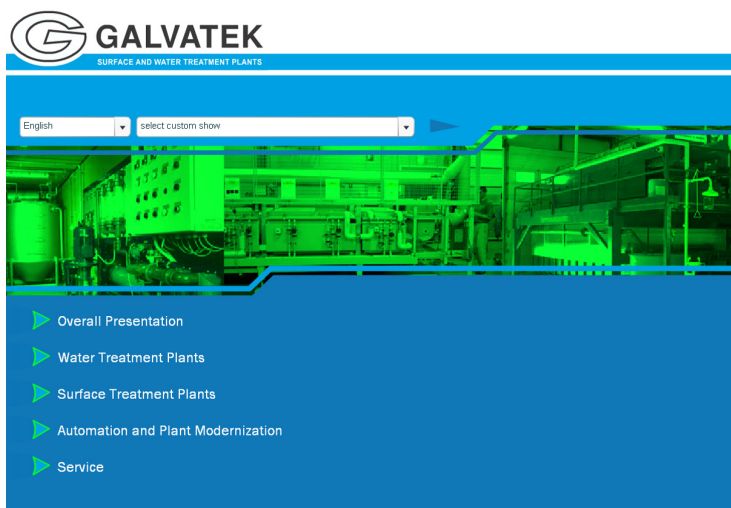 GALVATEK
SURFACE AND WATER TREATMENT PLANTS
English
select custom show
Overall Presentation
Water Treatment Plants
Surface Treatment Plants
Automation and Plant Modernization
Service